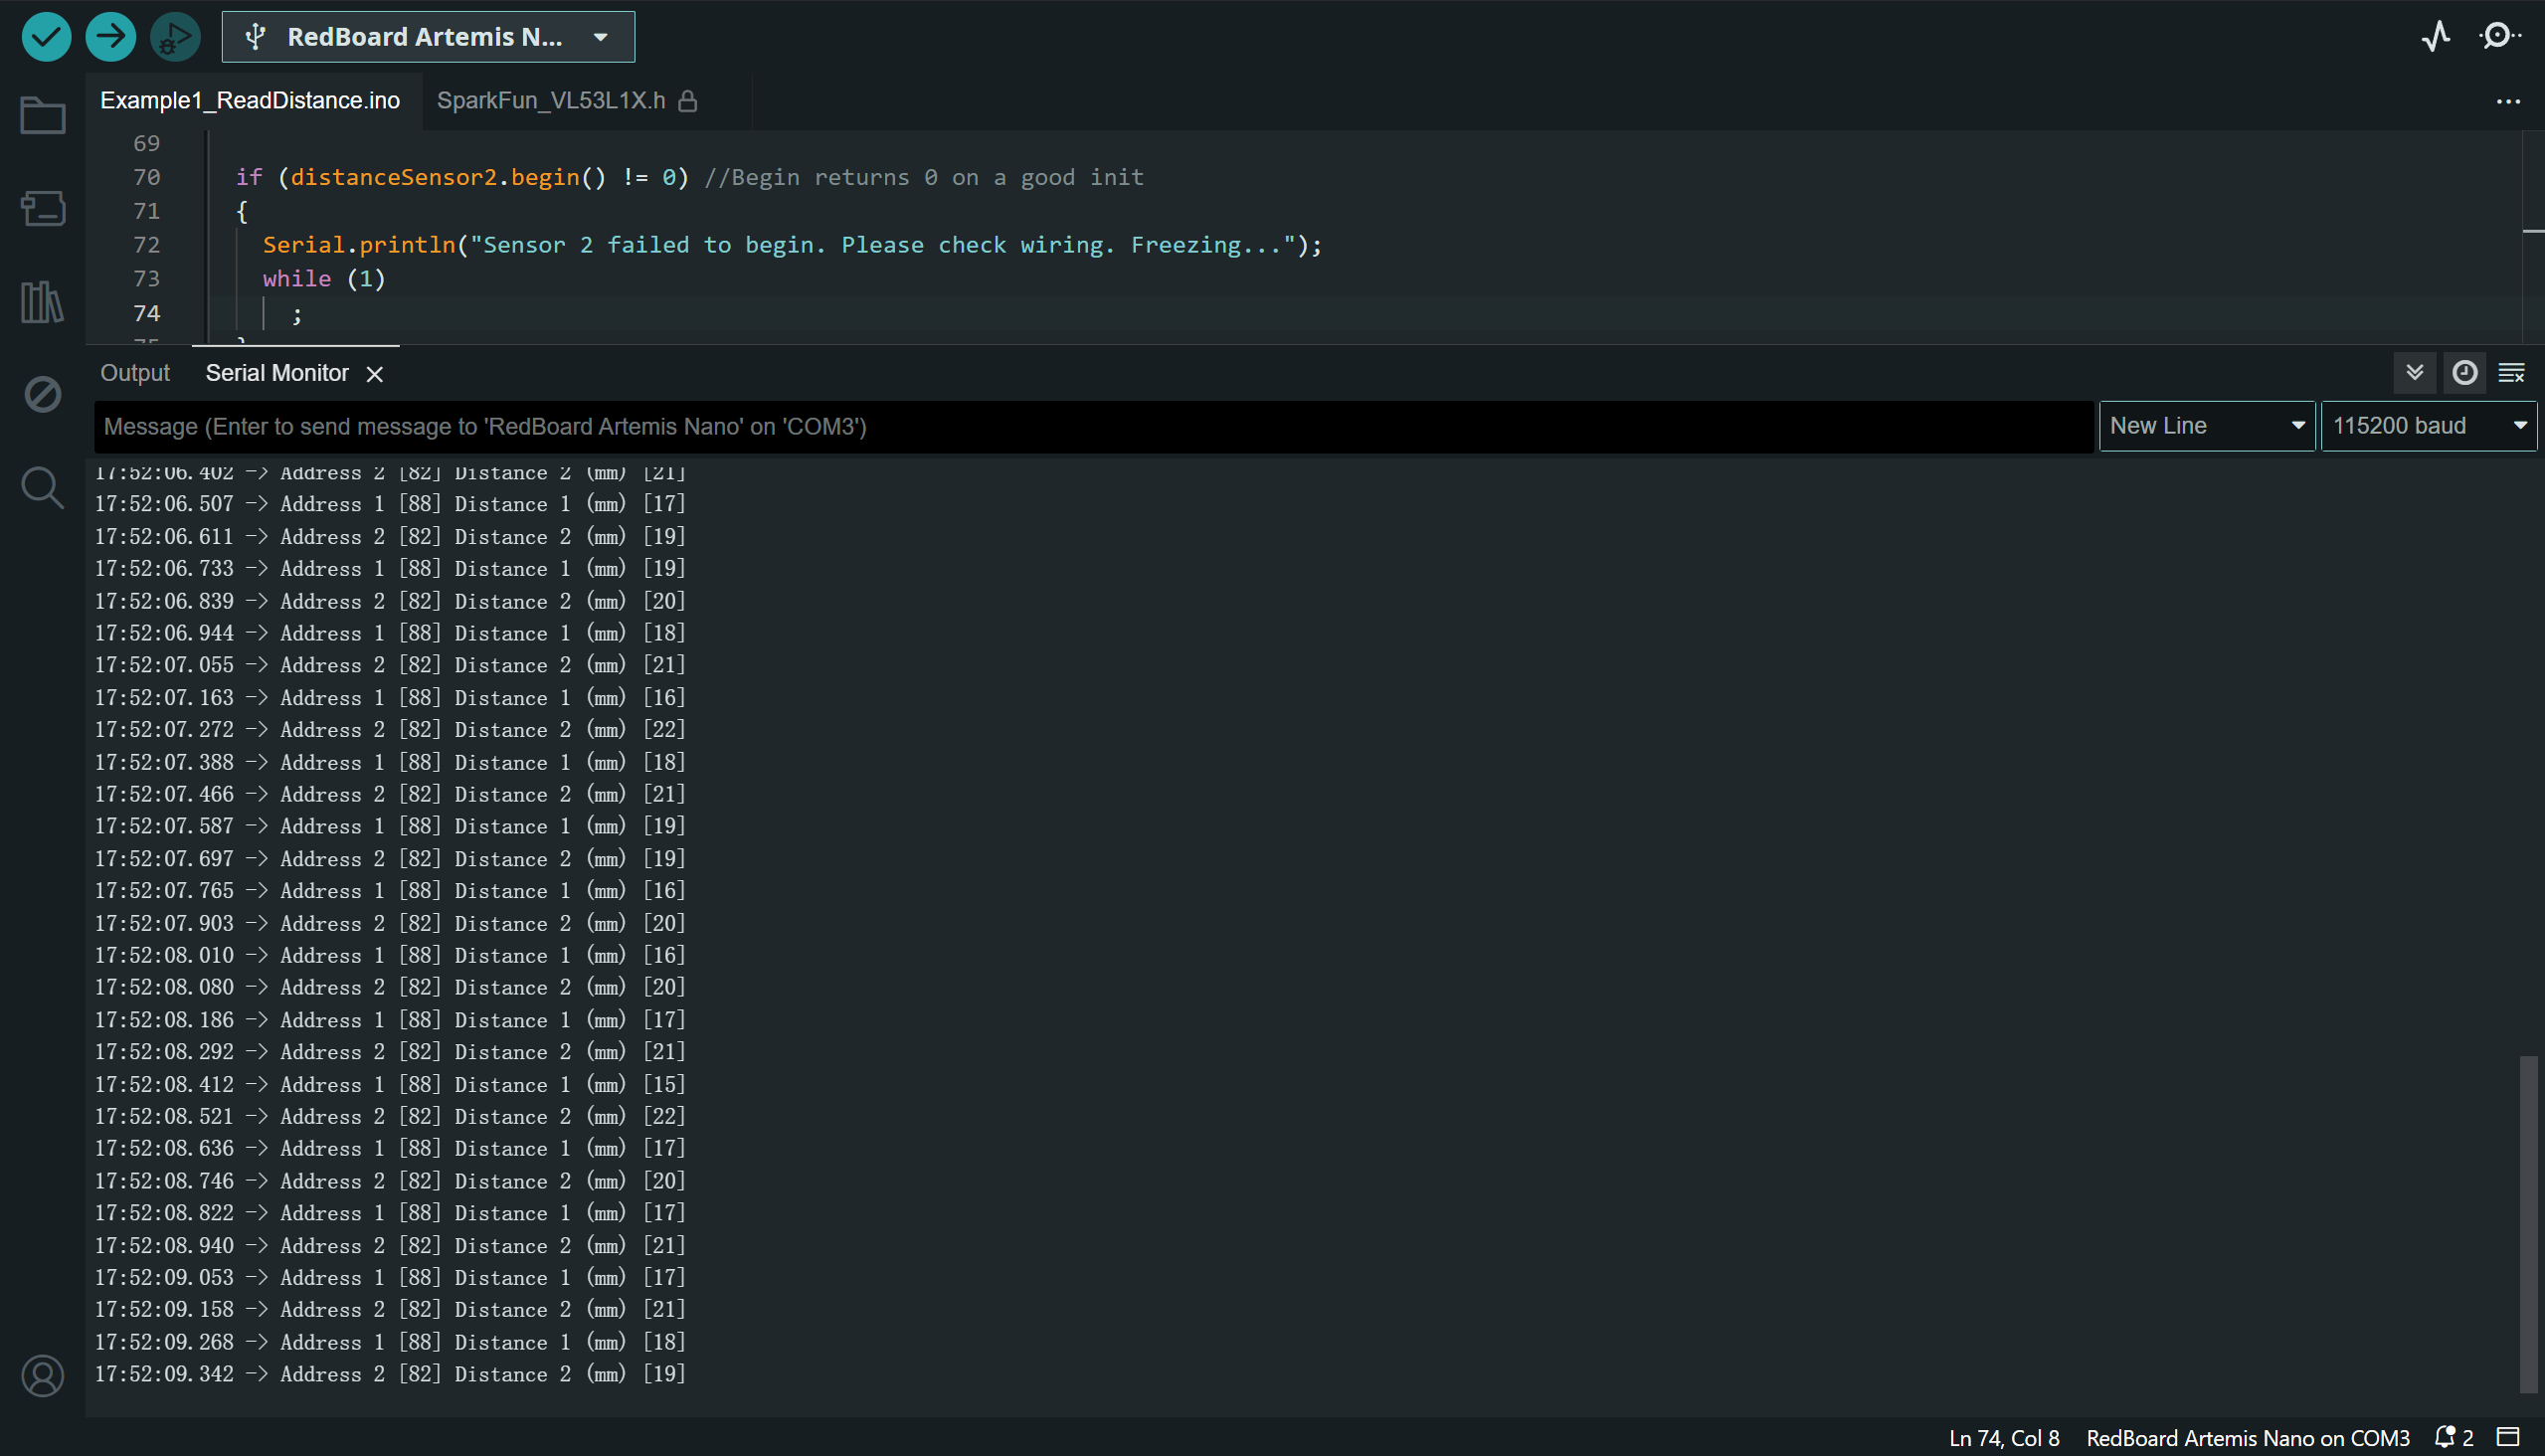 RedBoard Artemis N...
Example1_ReadDistance.ino SparkFun_VL53L1X.h
69
70 if (distanceSensor2.begin() != 0) //Begin returns 0 on a good init
71 {
72 Serial.println("Sensor 2 failed to begin. Please check wiring. Freezing...");
73 while (1)
74 ;
75 }
Output Serial Monitor
Message (Enter to send message to 'RedBoard Artemis Nano' on 'COM3') New Line 115200 baud
17:52:06.402 -> Address 2 [82] Distance 2 (mm) [21]
17:52:06.507 -> Address 1 [88] Distance 1 (mm) [17]
17:52:06.611 -> Address 2 [82] Distance 2 (mm) [19]
17:52:06.733 -> Address 1 [88] Distance 1 (mm) [19]
17:52:06.839 -> Address 2 [82] Distance 2 (mm) [20]
17:52:06.944 -> Address 1 [88] Distance 1 (mm) [18]
17:52:07.055 -> Address 2 [82] Distance 2 (mm) [21]
17:52:07.163 -> Address 1 [88] Distance 1 (mm) [16]
17:52:07.272 -> Address 2 [82] Distance 2 (mm) [22]
17:52:07.388 -> Address 1 [88] Distance 1 (mm) [18]
17:52:07.466 -> Address 2 [82] Distance 2 (mm) [21]
17:52:07.587 -> Address 1 [88] Distance 1 (mm) [19]
17:52:07.697 -> Address 2 [82] Distance 2 (mm) [19]
17:52:07.765 -> Address 1 [88] Distance 1 (mm) [16]
17:52:07.903 -> Address 2 [82] Distance 2 (mm) [20]
17:52:08.010 -> Address 1 [88] Distance 1 (mm) [16]
17:52:08.080 -> Address 2 [82] Distance 2 (mm) [20]
17:52:08.186 -> Address 1 [88] Distance 1 (mm) [17]
17:52:08.292 -> Address 2 [82] Distance 2 (mm) [21]
17:52:08.412 -> Address 1 [88] Distance 1 (mm) [15]
17:52:08.521 -> Address 2 [82] Distance 2 (mm) [22]
17:52:08.636 -> Address 1 [88] Distance 1 (mm) [17]
17:52:08.746 -> Address 2 [82] Distance 2 (mm) [20]
17:52:08.822 -> Address 1 [88] Distance 1 (mm) [17]
17:52:08.940 -> Address 2 [82] Distance 2 (mm) [21]
17:52:09.053 -> Address 1 [88] Distance 1 (mm) [17]
17:52:09.158 -> Address 2 [82] Distance 2 (mm) [21]
17:52:09.268 -> Address 1 [88] Distance 1 (mm) [18]
17:52:09.342 -> Address 2 [82] Distance 2 (mm) [19]
Ln 74, Col 8 RedBoard Artemis Nano on COM3 2